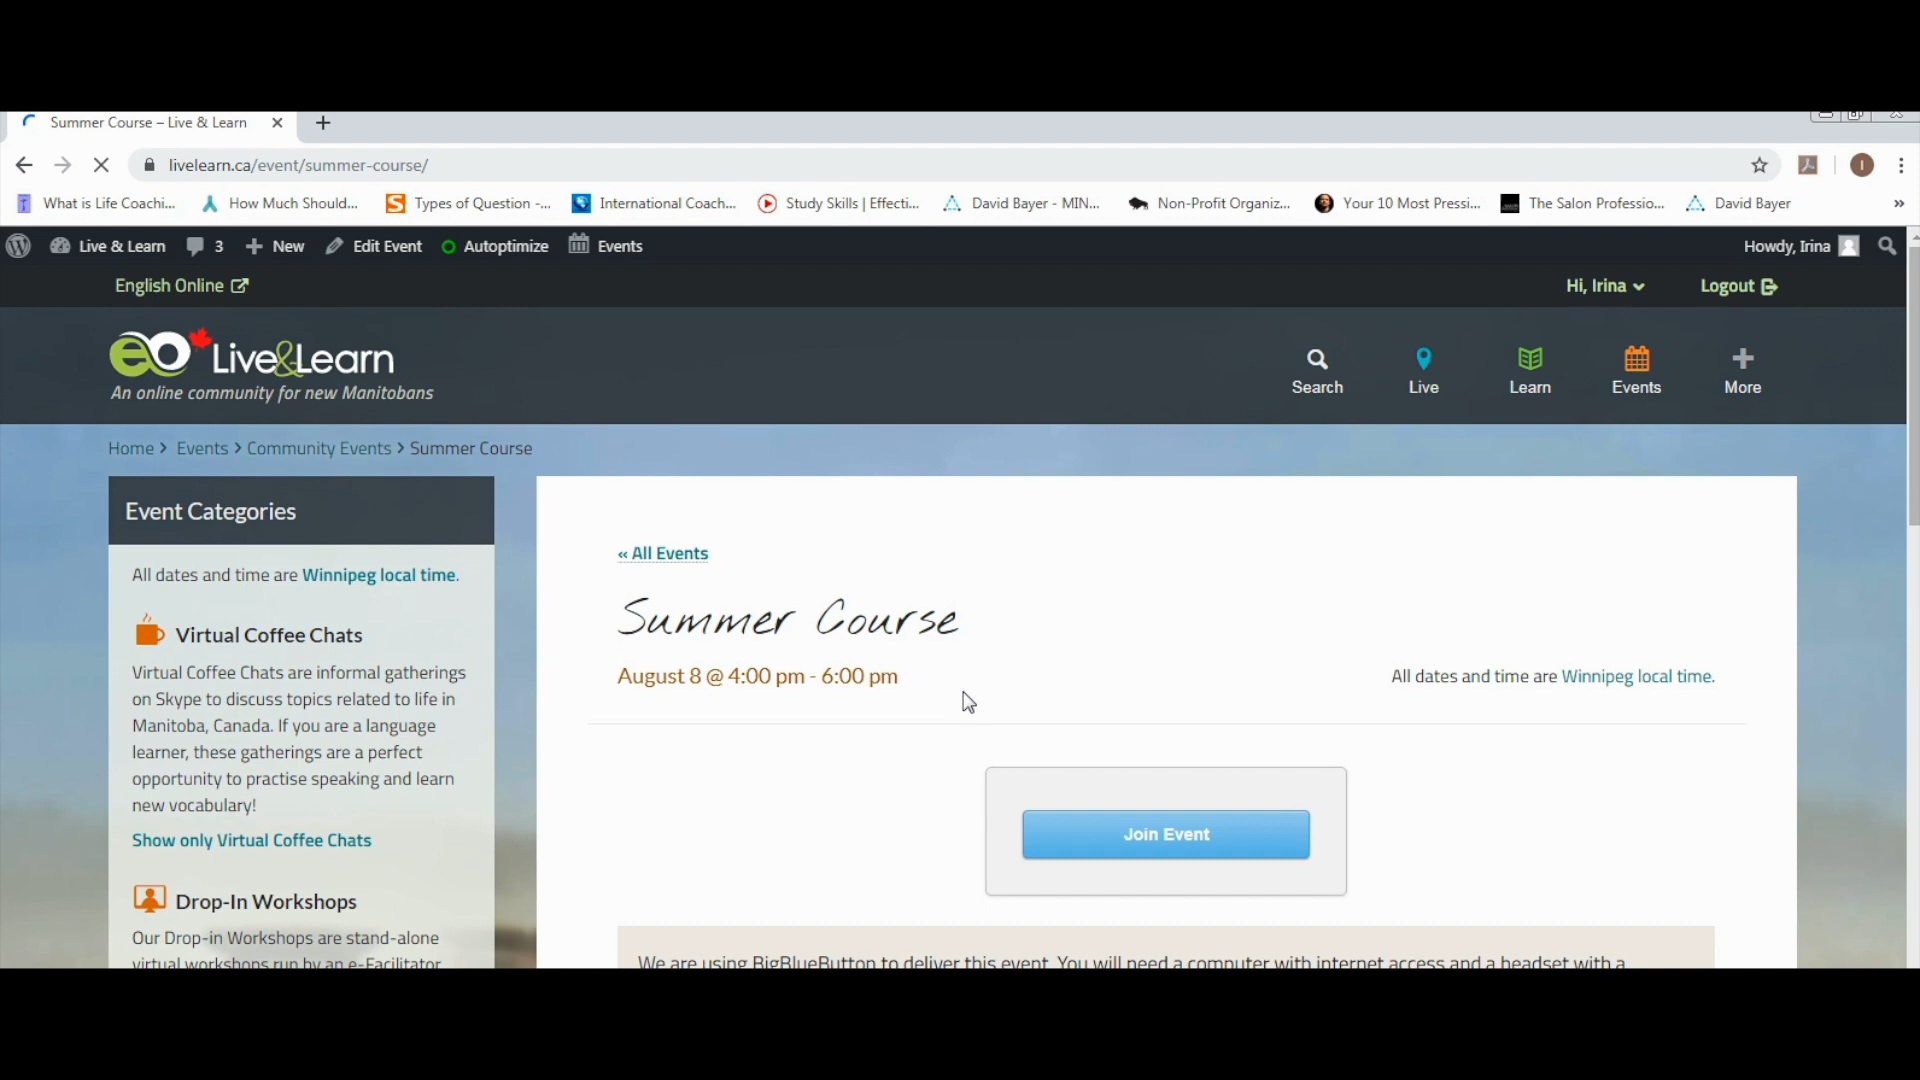 Summer Course – Live & Learn
livelearn.ca/event/summer-course/
What is Life Coachi...
How Much Should...
Types of Question -...
International Coach...
Study Skills | Effecti...
David Bayer - MIN...
Non-Profit Organiz...
Your 10 Most Pressi...
The Salon Professio...
David Bayer
»
Live & Learn
3
New
Edit Event
Autoptimize
Events
Howdy, Irina
English Online
Hi, Irina
Logout
eo Live&Learn
An online community for new Manitobans
Search
Live
Learn
Events
More
Home > Events > Community Events > Summer Course
Event Categories
All dates and time are Winnipeg local time.
Virtual Coffee Chats
Virtual Coffee Chats are informal gatherings
on Skype to discuss topics related to life in
Manitoba, Canada. If you are a language
learner, these gatherings are a perfect
opportunity to practise speaking and learn
new vocabulary!
Show only Virtual Coffee Chats
Drop-In Workshops
Our Drop-in Workshops are stand-alone
virtual workshops run by an e-Facilitator
« All Events
Summer Course
August 8 @ 4:00 pm - 6:00 pm
All dates and time are Winnipeg local time.
Join Event
We are using BigBlueButton to deliver this event. You will need a computer with internet access and a headset with a